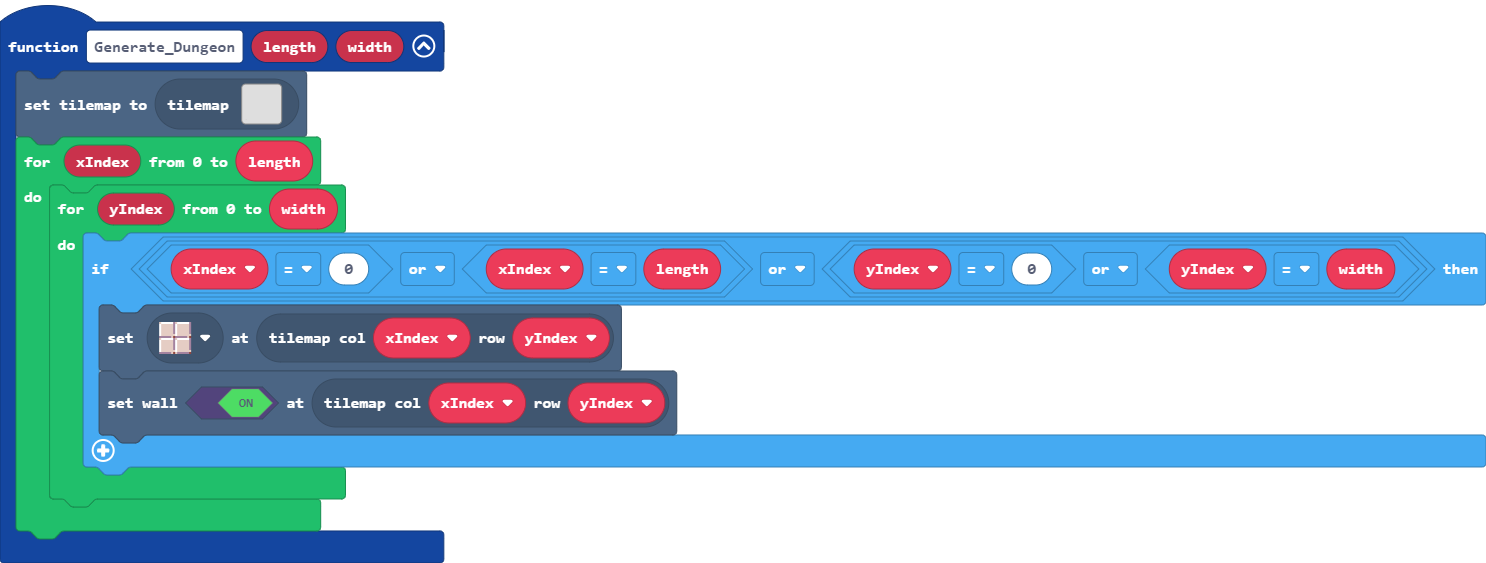 function Generate_Dungeon length width
set tilemap to tilemap
for xIndex from 0 to length
do for yIndex from 0 to width
do if xIndex = 0 or xIndex = length or yIndex = 0 or yIndex = width then
set at tilemap col xIndex row yIndex
set wall ON at tilemap col xIndex row yIndex